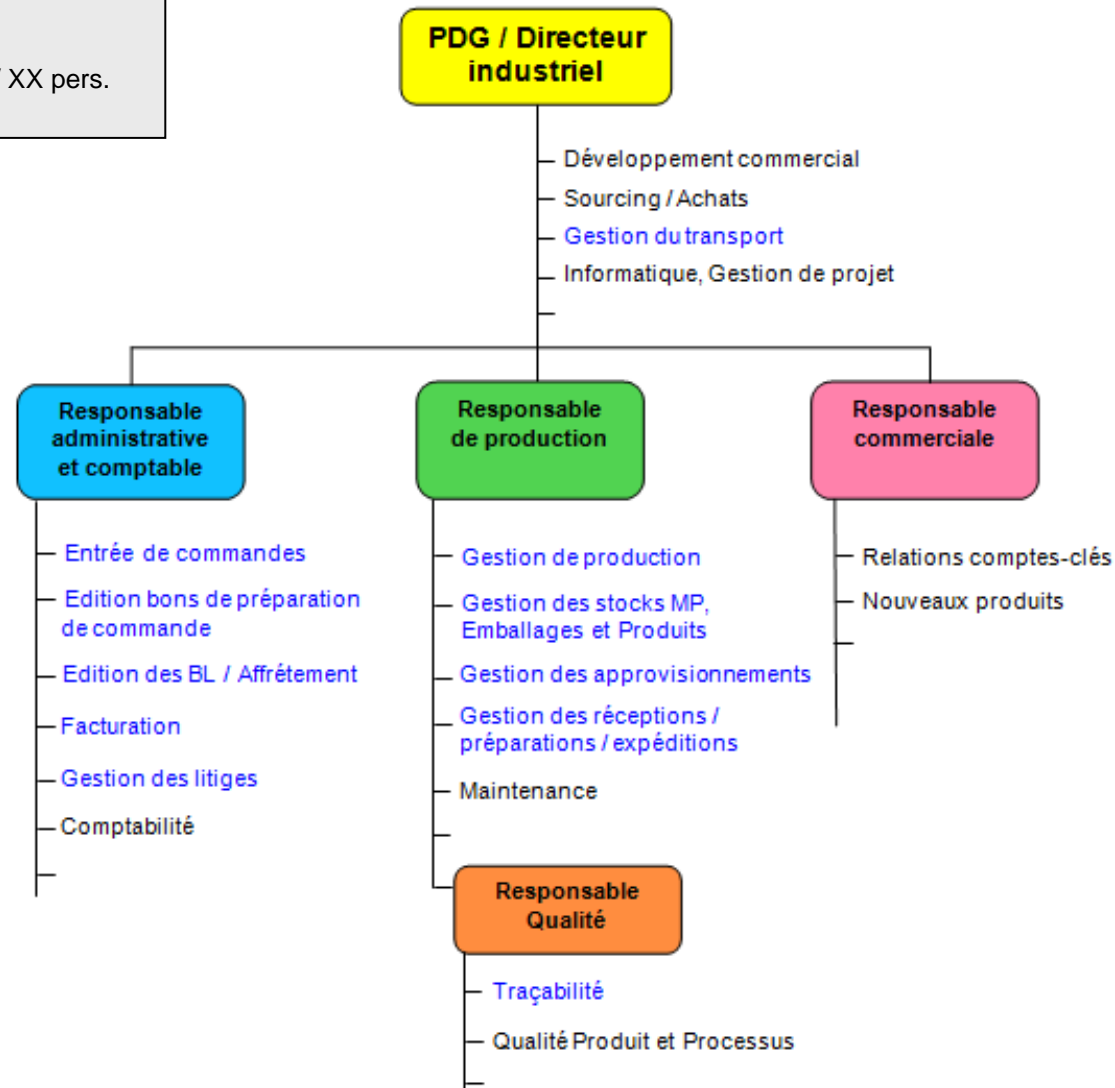 XX pers.
PDG / Directeur
industriel
Développement commercial
Sourcing / Achats
Gestion du transport
Informatique, Gestion de projet
Responsable
administrative
et comptable
Entrée de commandes
Edition bons de préparation
de commande
Edition des BL / Affrétement
Facturation
Gestion des litiges
Comptabilité
Responsable
de production
Gestion de production
Gestion des stocks MP,
Emballages et Produits
Gestion des approvisionnements
Gestion des réceptions /
préparations / expéditions
Maintenance
Responsable
Qualité
Traçabilité
Qualité Produit et Processus
Responsable
commerciale
Relations comptes-clés
Nouveaux produits